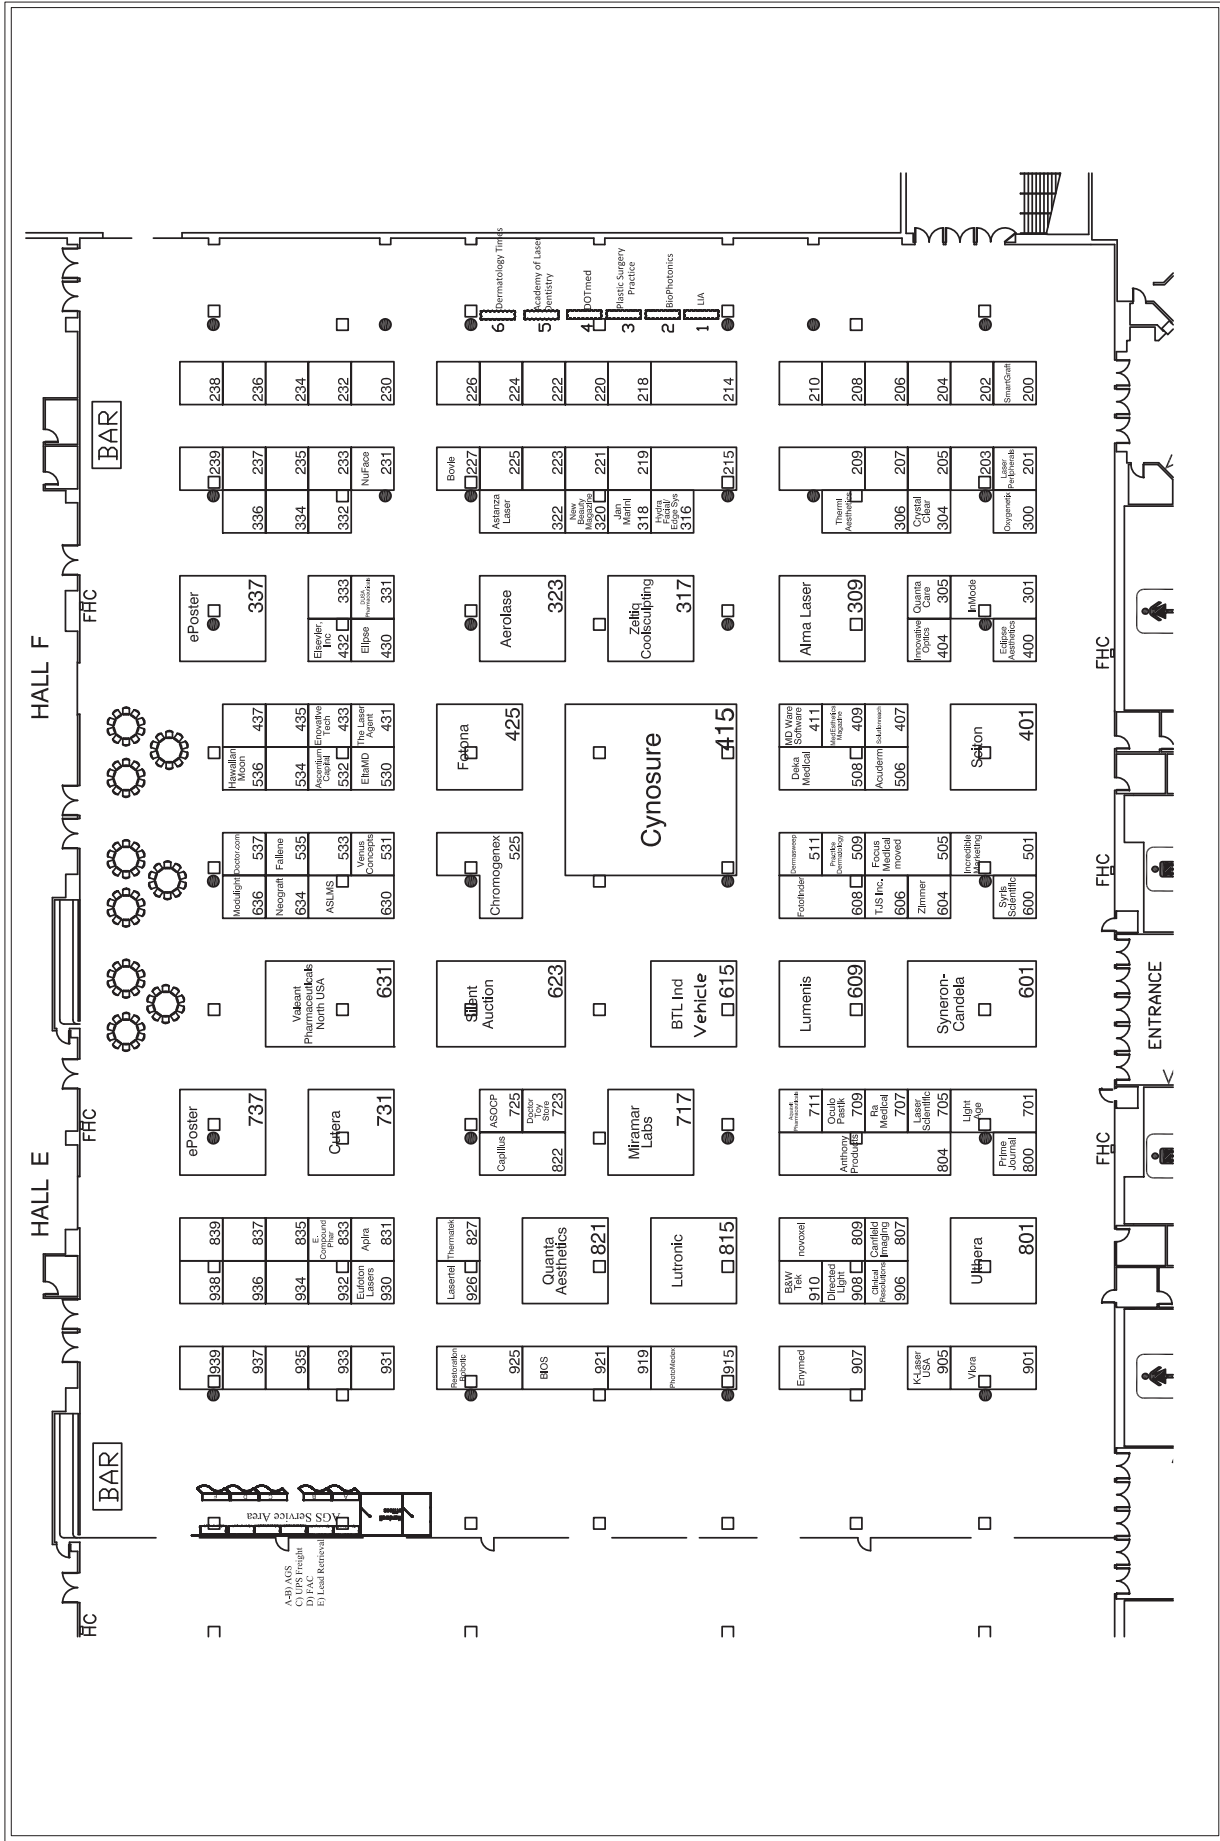 HALL F
HALL E
BAR
BAR
FHC
FHC
HC
FHC
FHC
FHC
ENTRANCE
6
Dermatology Times
5
Academy of Laser
Dentistry
4
DOTmed
3
Plastic Surgery
Practice
2
BioPhotonics
1
LIA
238
236
234
232
230
226
224
222
220
218
214
210
208
206
204
202
SmartGraft
200
239
237
235
233
NuFace
231
Bovie
227
225
223
221
219
215
209
207
205
203
Laser
Peripherals
201
336
334
332
Astanza
Laser
322
New
Beauty
Magazine
320
Jan
Marini
318
Hydra
Facial/
Edge Sys
316
Thermi
Aesthetics
306
Crystal
Clear
304
Oxygenetix
300
ePoster
337
333
DUSA
Pharmaceuticals
331
Elsevier,
Inc
432
Ellpse
430
Aerolase
323
Zeltiq
Coolsculpting
317
Alma Laser
309
Quanta
Care
305
InMode
301
Innovative
Optics
404
Eclipse
Aesthetics
400
437
435
Enovative
Tech
433
The Laser
Agent
431
Hawaiian
Moon
536
534
Ascentium
Capital
532
EltaMD
530
Fotona
425
Cynosure
415
MD Ware
Software
411
MedEsthetics
Magazine
409
Solutionreach
407
Deka
Medical
508
Acuderm
506
Sciton
401
Doctor.com
537
Fallene
535
533
Venus
Concepts
531
Modulight
636
Neograft
634
ASLMS
630
Chromogenex
525
Dermasweep
511
Practice
Dermatology
509
Focus
Medical
moved
505
Incredible
Marketing
501
Fotofinder
608
TJS Inc.
606
Zimmer
604
Syris
Scientific
600
Valeant
Pharmaceuticals
North USA
631
Silent
Auction
623
BTL Ind
Vehicle
615
Lumenis
609
Syneron-
Candela
601
ePoster
737
Cutera
731
ASOCP
725
Doctor
Toy
Store
723
Capillus
822
Miramar
Labs
717
Pharmaceuticals
711
Oculo
Pastik
709
Ra
Medical
707
Laser
Scientific
705
Light
Age
701
Anthony
Products
804
Prime
Journal
800
839
837
835
E.
Compound
Phar
833
Apira
831
938
936
934
932
Eufoton
Lasers
930
Thermatek
827
Lasertel
926
Quanta
Aesthetics
821
Lutronic
815
novoxel
809
Canfield
Imaging
807
B&W
Tek
910
Directed
Light
908
Clinical
Resolutions
906
Ulthera
801
939
937
935
933
931
Restoration
Robotic
925
BIOS
921
919
PhotoMedex
915
Enymed
907
K-Laser
USA
905
Viora
901
AGS Service Area
A-B) AGS
C) UPS Freight
D) FAC
E) Lead Retrieval